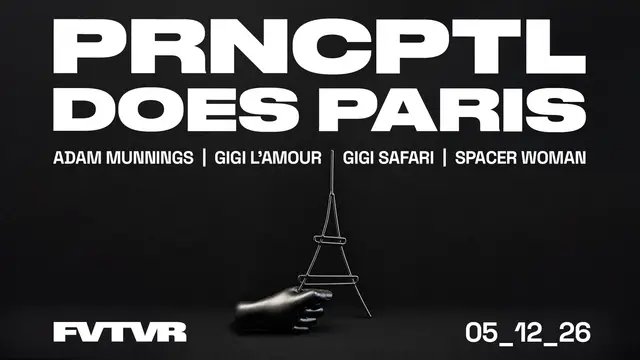 PRNCPTL
DOES PARIS
ADAM MUNNINGS | GIGI L'AMOUR | GIGI SAFARI | SPACER WOMAN
FVTVR
05_12_26